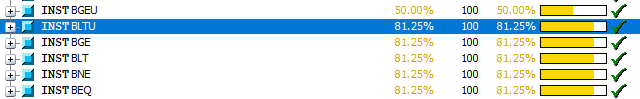 INST BGEU 50.00% 100 50.00%
INST BLTU 81.25% 100 81.25%
INST BGE 81.25% 100 81.25%
INST BLT 81.25% 100 81.25%
INST BNE 81.25% 100 81.25%
INST BEQ 81.25% 100 81.25%